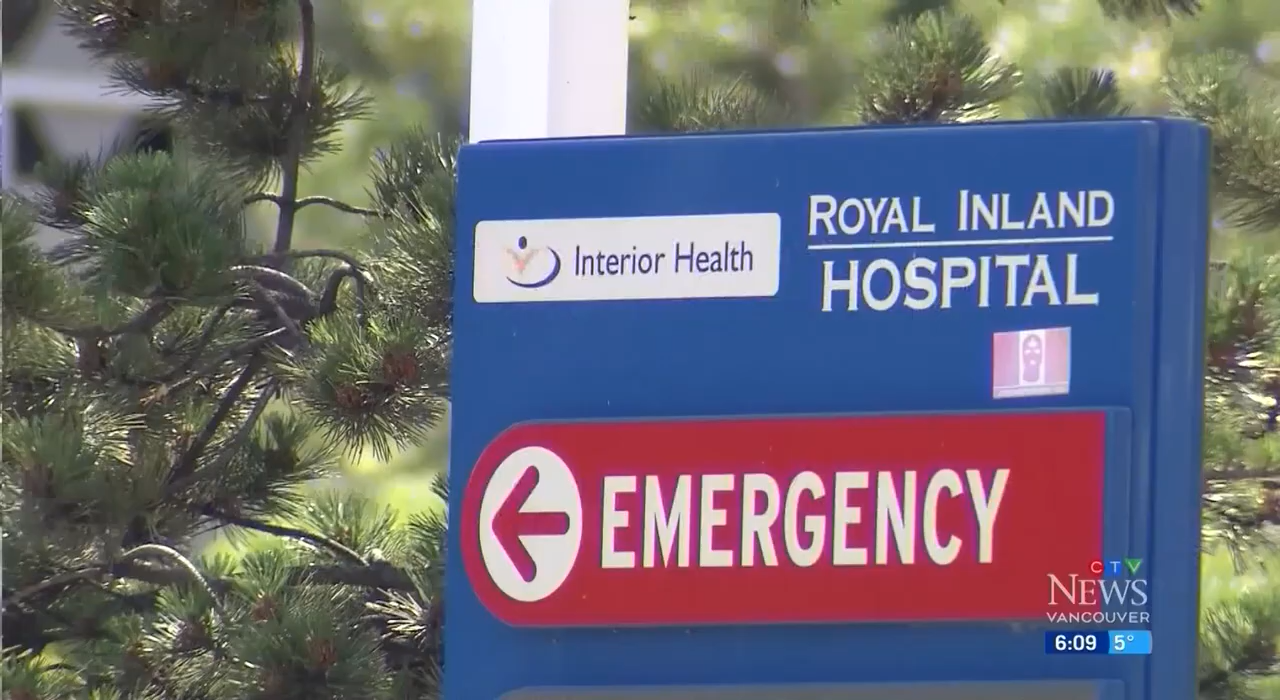 Interior Health
ROYAL INLAND
HOSPITAL
EMERGENCY
CTV
NEWS
VANCOUVER
6:09 5°